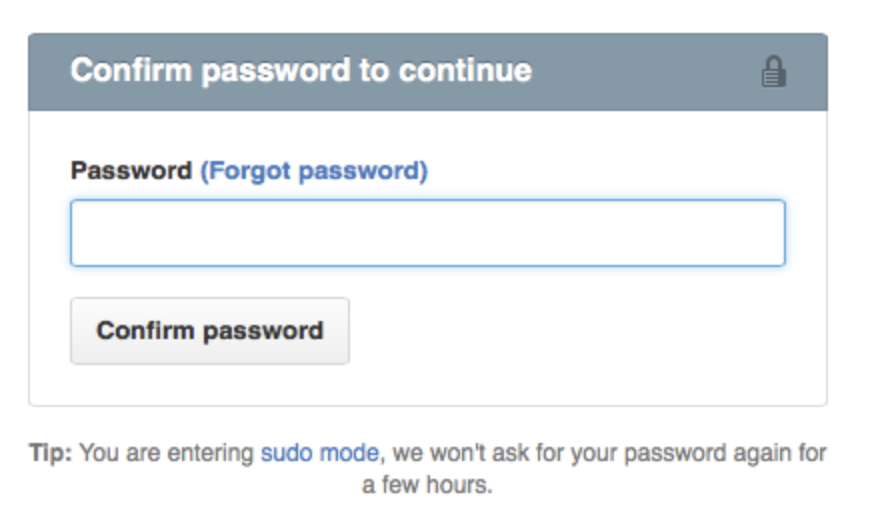 Confirm password to continue
Password (Forgot password)
Confirm password
Tip: You are entering sudo mode, we won't ask for your password again for
a few hours.